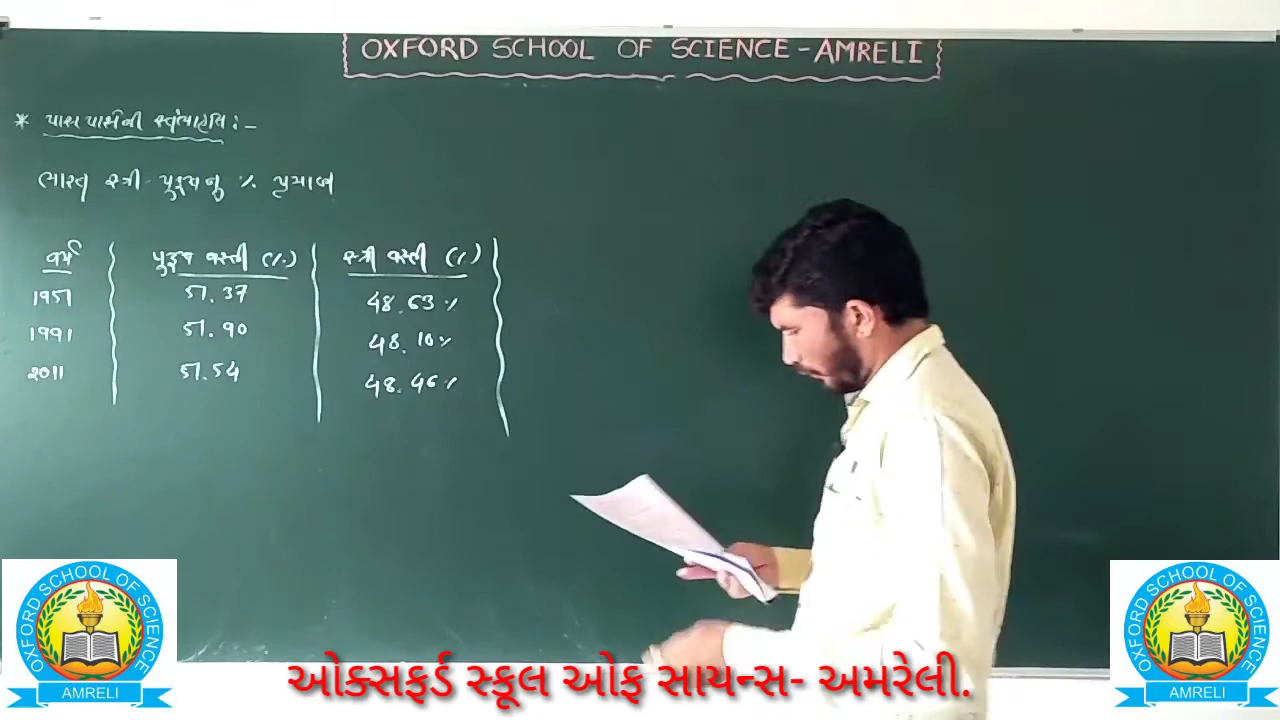 OXFORD SCHOOL OF SCIENCE - AMRELI
* પાસ પાસેની સ્તંભાકૃતિ :-
ભારત સ્ત્રી-પુરૂષનુ % પ્રમાણ
વર્ષ પુરૂષ વસ્તી (%) સ્ત્રી વસ્તી (%)
1951 51.37 48.63 %
1991 51.90 48.10 %
2011 51.54 48.46 %
OXFORD SCHOOL OF SCIENCE
AMRELI
OXFORD SCHOOL OF SCIENCE
AMRELI
ઓક્સફર્ડ સ્કૂલ ઓફ સાયન્સ- અમરેલી.